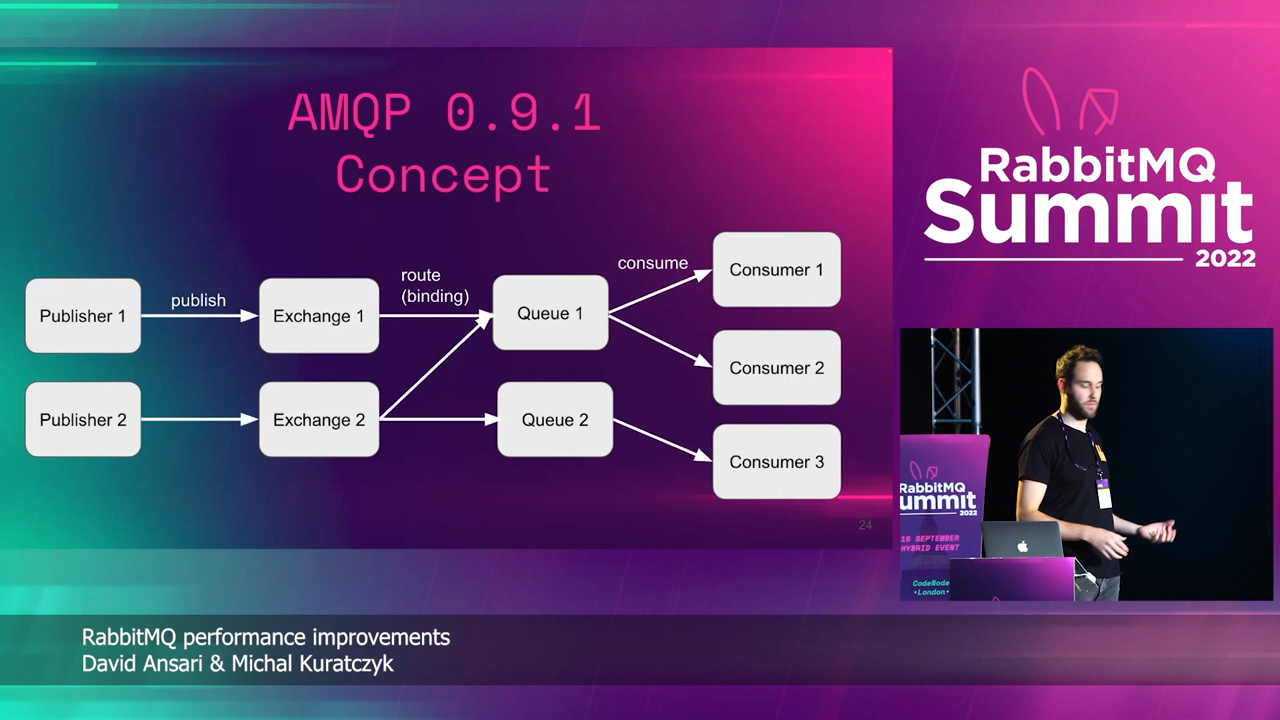 AMQP 0.9.1
Concept
Publisher 1
publish
Exchange 1
route
(binding)
Queue 1
consume
Consumer 1
Consumer 2
Publisher 2
Exchange 2
Queue 2
Consumer 3
24
RabbitMQ
Summit
2022
RabbitMQ
ummit
2022
16 SEPTEMBER
HYBRID EVENT
CodeNode
•London•
RabbitMQ performance improvements
David Ansari & Michal Kuratczyk